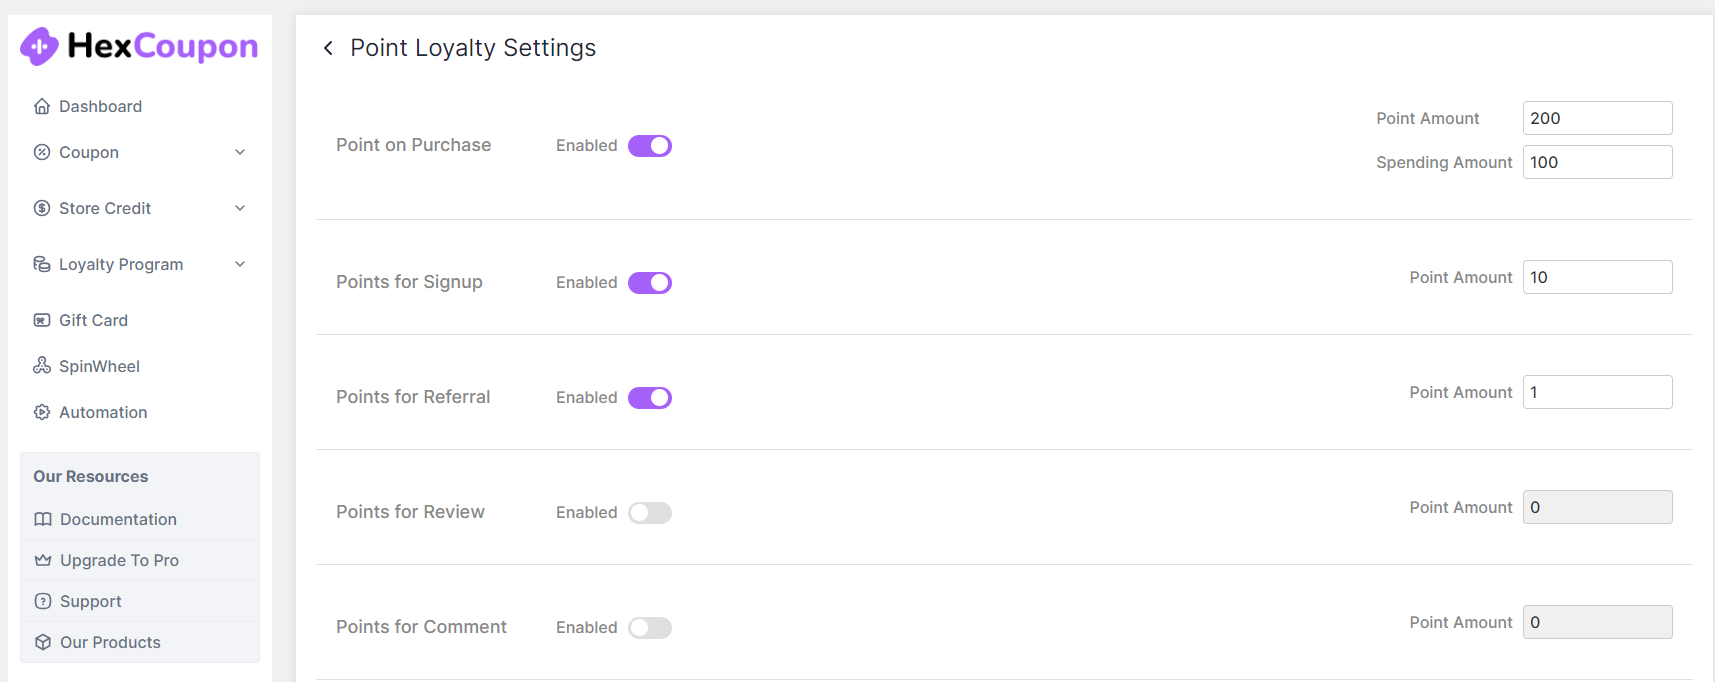 HexCoupon
Dashboard
Coupon
Store Credit
Loyalty Program
Gift Card
SpinWheel
Automation
Our Resources
Documentation
Upgrade To Pro
Support
Our Products
Point Loyalty Settings
Point on Purchase Enabled Point Amount 200
Spending Amount 100
Points for Signup Enabled Point Amount 10
Points for Referral Enabled Point Amount 1
Points for Review Enabled Point Amount 0
Points for Comment Enabled Point Amount 0